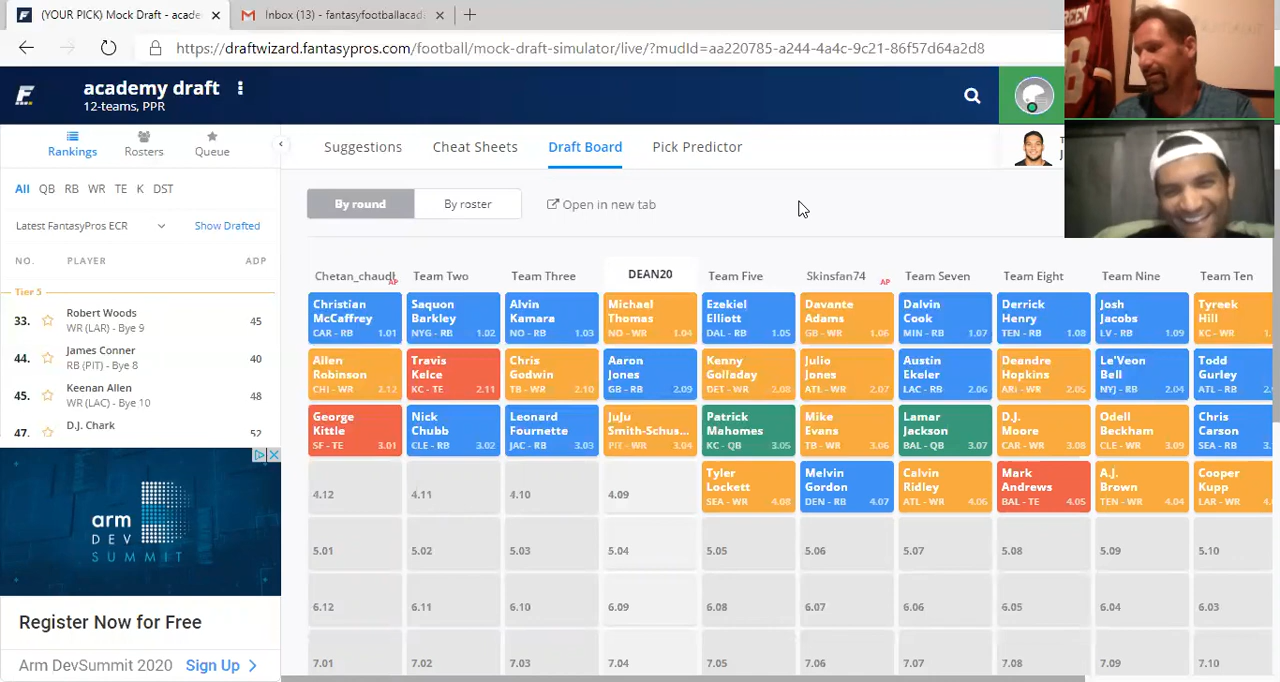 (YOUR PICK) Mock Draft - acade
Inbox (13) - fantasyfootballacad
https://draftwizard.fantasypros.com/football/mock-draft-simulator/live/?mudId=aa220785-a244-4a4c-9c21-86f57d64a2d8
academy draft
12-teams, PPR
Rankings Rosters Queue
Suggestions Cheat Sheets Draft Board Pick Predictor
All QB RB WR TE K DST
By round By roster Open in new tab
Latest FantasyPros ECR Show Drafted
NO. PLAYER ADP
Tier 5
33. Robert Woods 45
WR (LAR) - Bye 9
44. James Conner 40
RB (PIT) - Bye 8
45. Keenan Allen 48
WR (LAC) - Bye 10
47. D.J. Chark 52
arm
DEV
SUMMIT
Register Now for Free
Arm DevSummit 2020 Sign Up
Chetan_chaud Team Two Team Three DEAN20 Team Five Skinsfan74 Team Seven Team Eight Team Nine Team Ten
AP AP
Christian Saquon Alvin Michael Ezekiel Davante Dalvin Derrick Josh Tyreek
McCaffrey Barkley Kamara Thomas Elliott Adams Cook Henry Jacobs Hill
CAR - RB 1.01 NYG - RB 1.02 NO - RB 1.03 NO - WR 1.04 DAL - RB 1.05 GB - WR 1.06 MIN - RB 1.07 TEN - RB 1.08 LV - RB 1.09 KC - WR 1.
Allen Travis Chris Aaron Kenny Julio Austin Deandre Le'Veon Todd
Robinson Kelce Godwin Jones Golladay Jones Ekeler Hopkins Bell Gurley
CHI - WR 2.12 KC - TE 2.11 TB - WR 2.10 GB - RB 2.09 DET - WR 2.08 ATL - WR 2.07 LAC - RB 2.06 ARI - WR 2.05 NYJ - RB 2.04 ATL - RB 2.
George Nick Leonard JuJu Patrick Mike Lamar D.J. Odell Chris
Kittle Chubb Fournette Smith-Schus... Mahomes Evans Jackson Moore Beckham Carson
SF - TE 3.01 CLE - RB 3.02 JAC - RB 3.03 PIT - WR 3.04 KC - QB 3.05 TB - WR 3.06 BAL - QB 3.07 CAR - WR 3.08 CLE - WR 3.09 SEA - RB 3.
Tyler Melvin Calvin Mark A.J. Cooper
Lockett Gordon Ridley Andrews Brown Kupp
4.12 4.11 4.10 4.09 SEA - WR 4.08 DEN - RB 4.07 ATL - WR 4.06 BAL - TE 4.05 TEN - WR 4.04 LAR - WR 4.
5.01 5.02 5.03 5.04 5.05 5.06 5.07 5.08 5.09 5.10
6.12 6.11 6.10 6.09 6.08 6.07 6.06 6.05 6.04 6.03
7.01 7.02 7.03 7.04 7.05 7.06 7.07 7.08 7.09 7.10